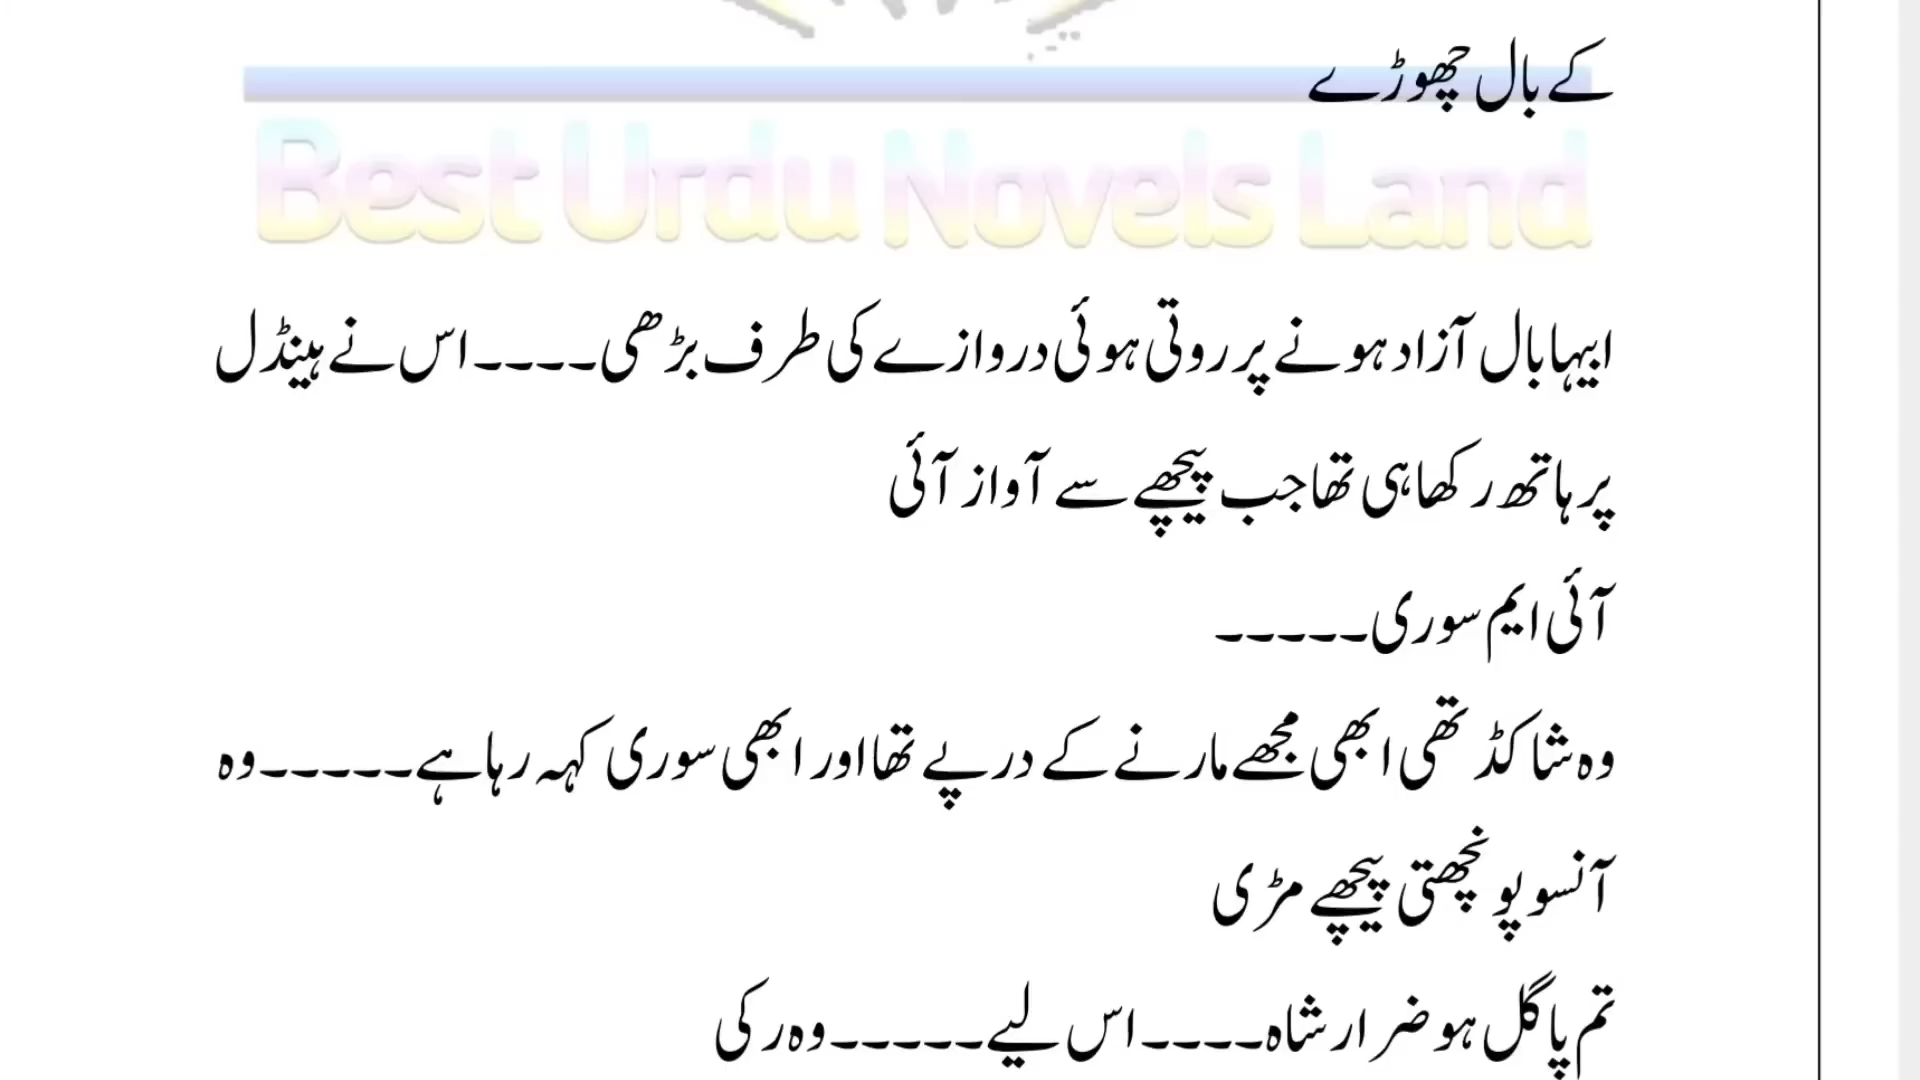 کے بال چھوڑے
Best Urdu Novels Land
ابیہا بال آزاد ہونے پر روتی ہوئی دروازے کی طرف بڑھی۔۔۔۔اس نے ہینڈل
پر ہاتھ رکھا ہی تھا جب پیچھے سے آواز آئی
آئی ایم سوری۔۔۔۔۔
وہ شاکڈ تھی ابھی مجھے مارنے کے درپے تھا اور ابھی سوری کہہ رہا ہے۔۔۔۔۔وہ
آنسو پونچھتی پیچھے مڑی
تم پاگل ہو ضرار شاہ۔۔۔۔اس لیے۔۔۔۔۔وہ رکی